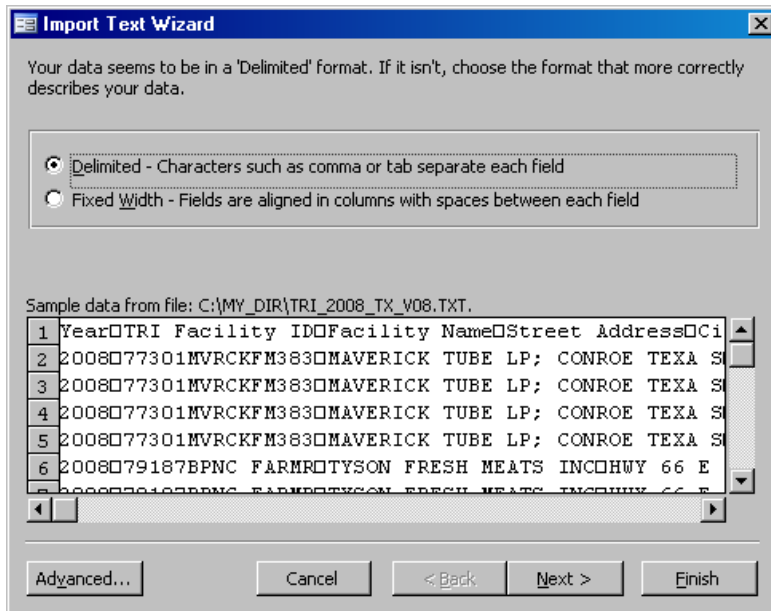 Import Text Wizard
Your data seems to be in a 'Delimited' format. If it isn't, choose the format that more correctly
describes your data.
Delimited - Characters such as comma or tab separate each field
Fixed Width - Fields are aligned in columns with spaces between each field
Sample data from file: C:\MY_DIR\TRI_2008_TX_V08.TXT.
1 Year□TRI Facility ID□Facility Name□Street Address□Ci
2 2008□77301MVRCKFM383□MAVERICK TUBE LP; CONROE TEXA S
3 2008□77301MVRCKFM383□MAVERICK TUBE LP; CONROE TEXA S
4 2008□77301MVRCKFM383□MAVERICK TUBE LP; CONROE TEXA S
5 2008□77301MVRCKFM383□MAVERICK TUBE LP; CONROE TEXA S
6 2008□79187BPNC FARMR□TYSON FRESH MEATS INC□HWY 66 E
Advanced... Cancel < Back Next > Finish